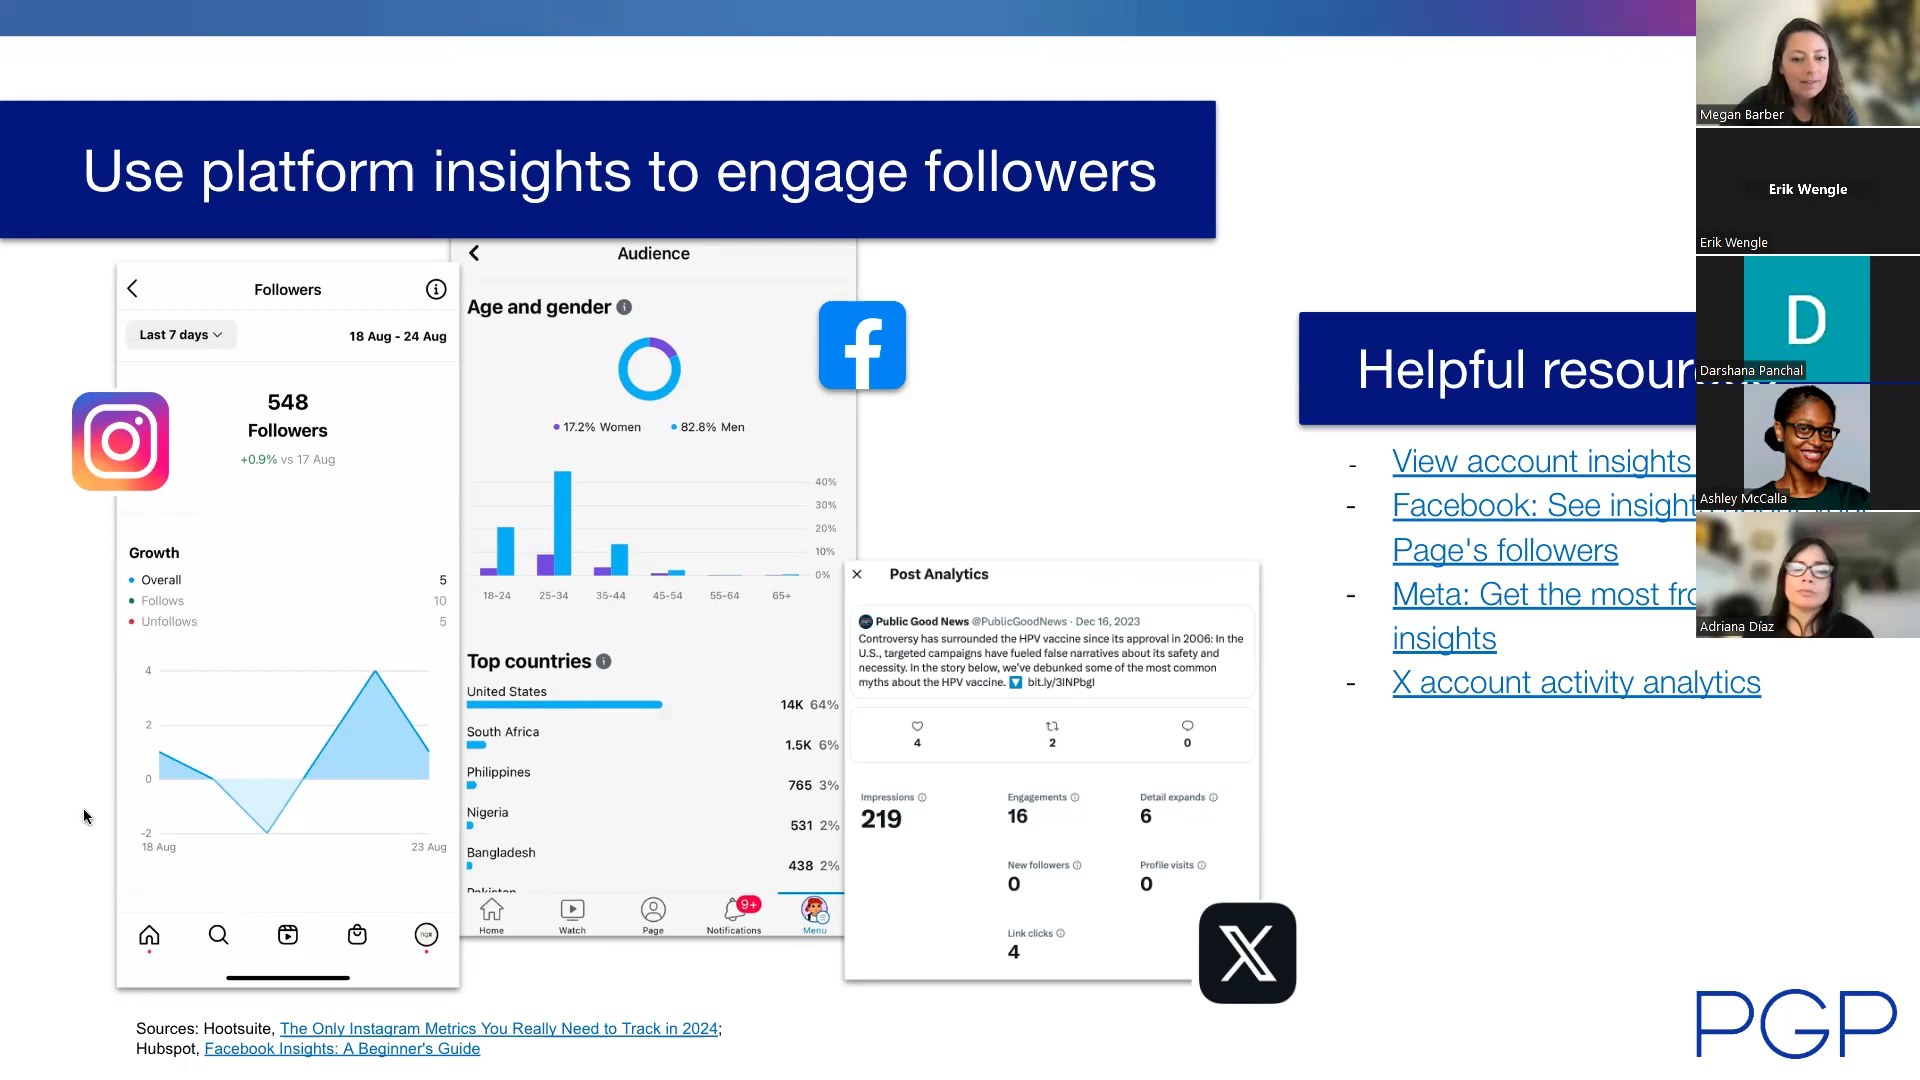 Use platform insights to engage followers
Followers
Last 7 days
18 Aug - 24 Aug
548
Followers
+0.9% vs 17 Aug
Growth
Overall 5
Follows 10
Unfollows 5
4
2
0
-2
18 Aug 23 Aug
Audience
Age and gender
17.2% Women 82.8% Men
40%
30%
20%
10%
0%
18-24 25-34 35-44 45-54 55-64 65+
Top countries
United States
14K 64%
South Africa
1.5K 6%
Philippines
765 3%
Nigeria
531 2%
Bangladesh
438 2%
Pakistan
Home Watch Page Notifications Menu
9+
Post Analytics
Public Good News @PublicGoodNews · Dec 16, 2023
Controversy has surrounded the HPV vaccine since its approval in 2006: In the
U.S., targeted campaigns have fueled false narratives about its safety and
necessity. In the story below, we've debunked some of the most common
myths about the HPV vaccine. bit.ly/3INPbgI
4 2 0
Impressions
219
Engagements
16
Detail expands
6
New followers
0
Profile visits
0
Link clicks
4
Helpful resources
- View account insights
- Facebook: See insights
Page's followers
- Meta: Get the most
insights
- X account activity analytics
Megan Barber
Erik Wengle
Erik Wengle
D
Darshana Panchal
Ashley McCalla
Adriana Díaz
Sources: Hootsuite, The Only Instagram Metrics You Really Need to Track in 2024;
Hubspot, Facebook Insights: A Beginner's Guide
PGP